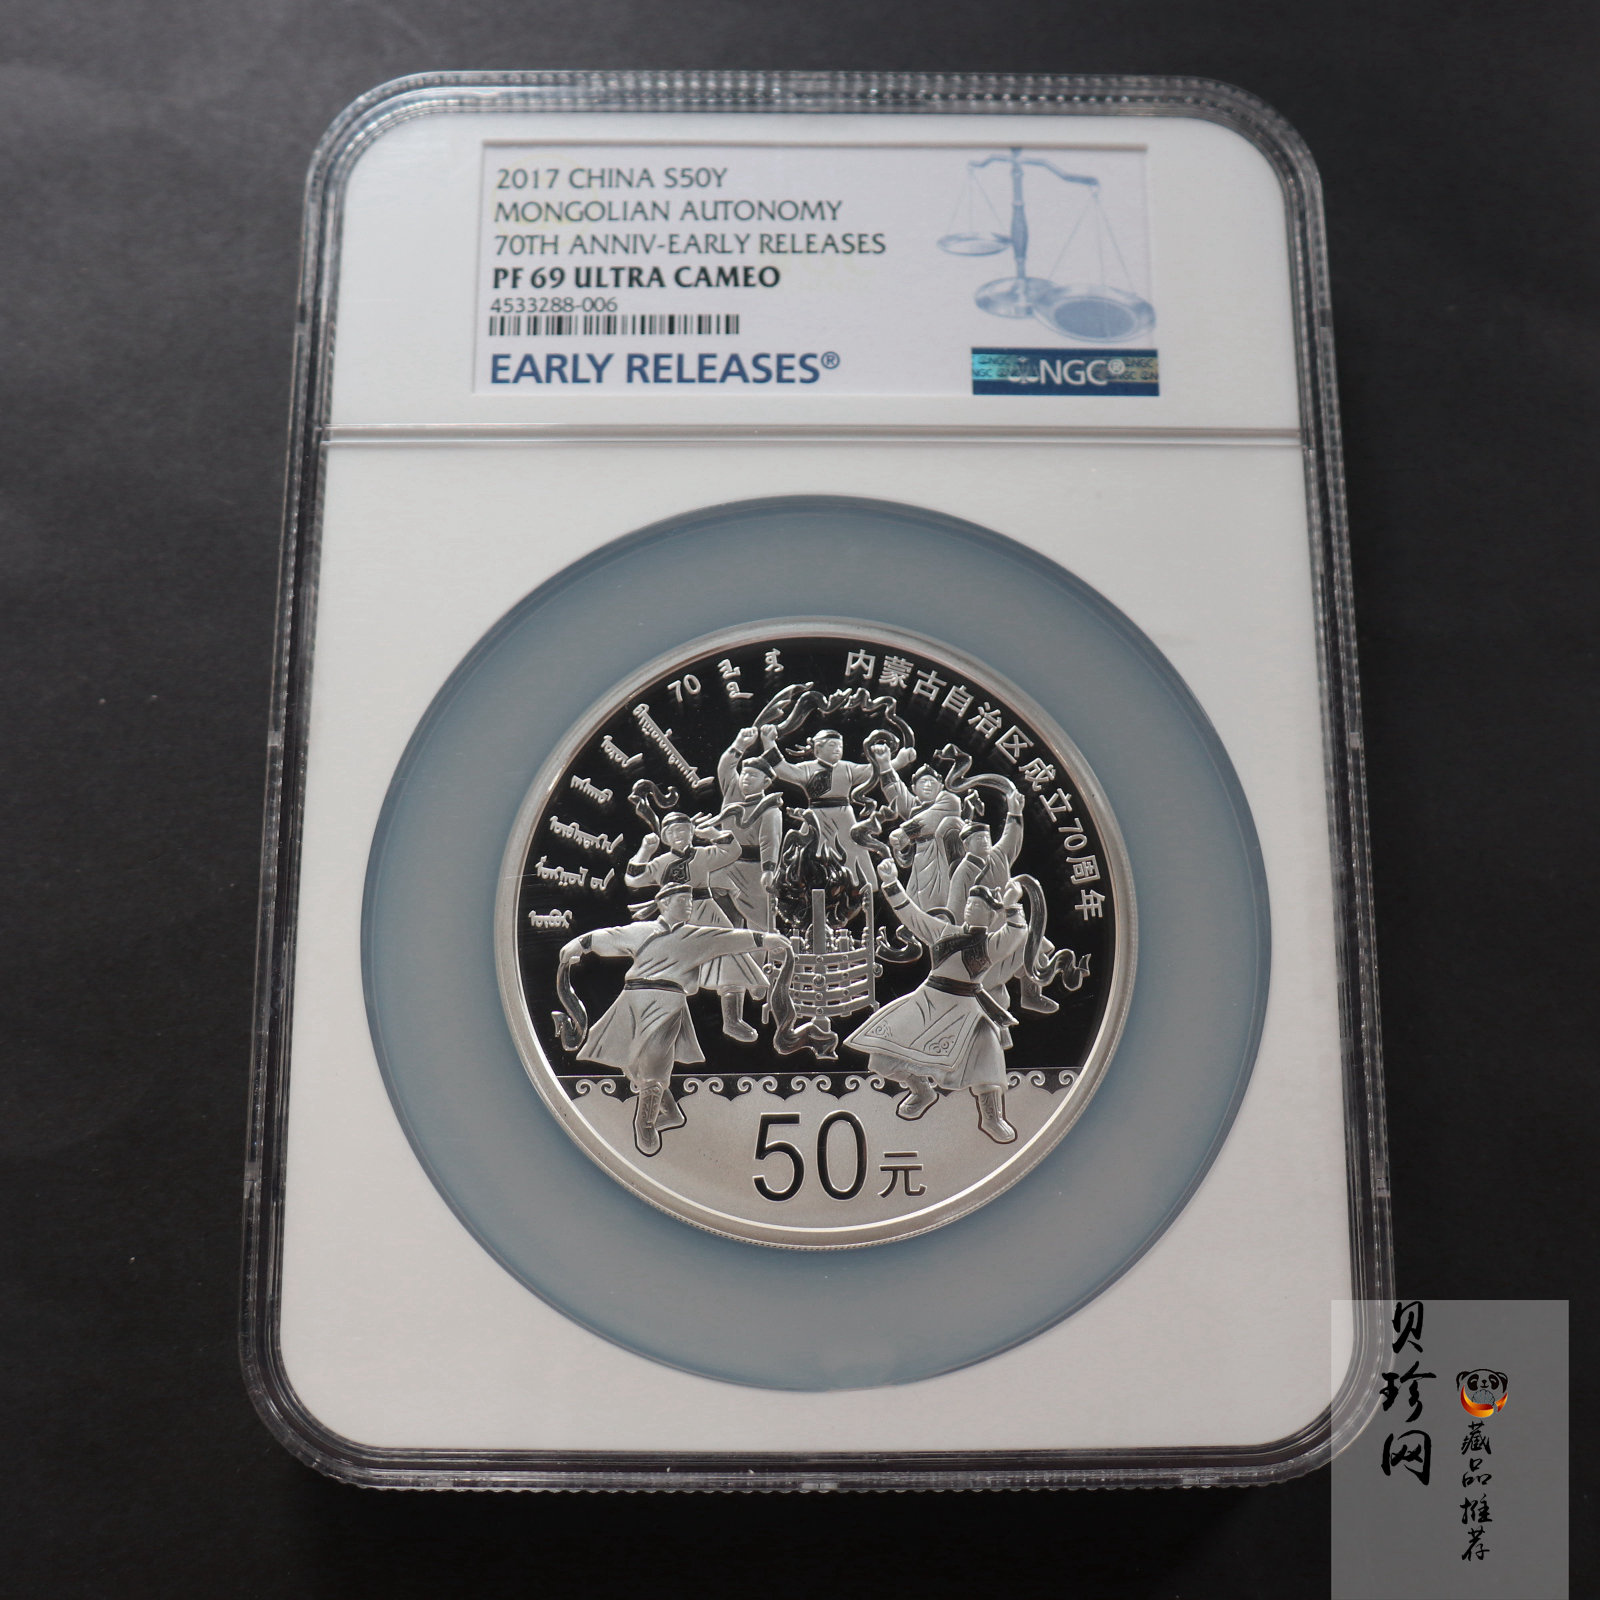 2017 CHINA S50Y
MONGOLIAN AUTONOMY
70TH ANNIV-EARLY RELEASES
PF 69 ULTRA CAMEO
4533288-006
EARLY RELEASES®
NGC®
70
内蒙古自治区成立70周年
50元
贝珍网
藏品推荐